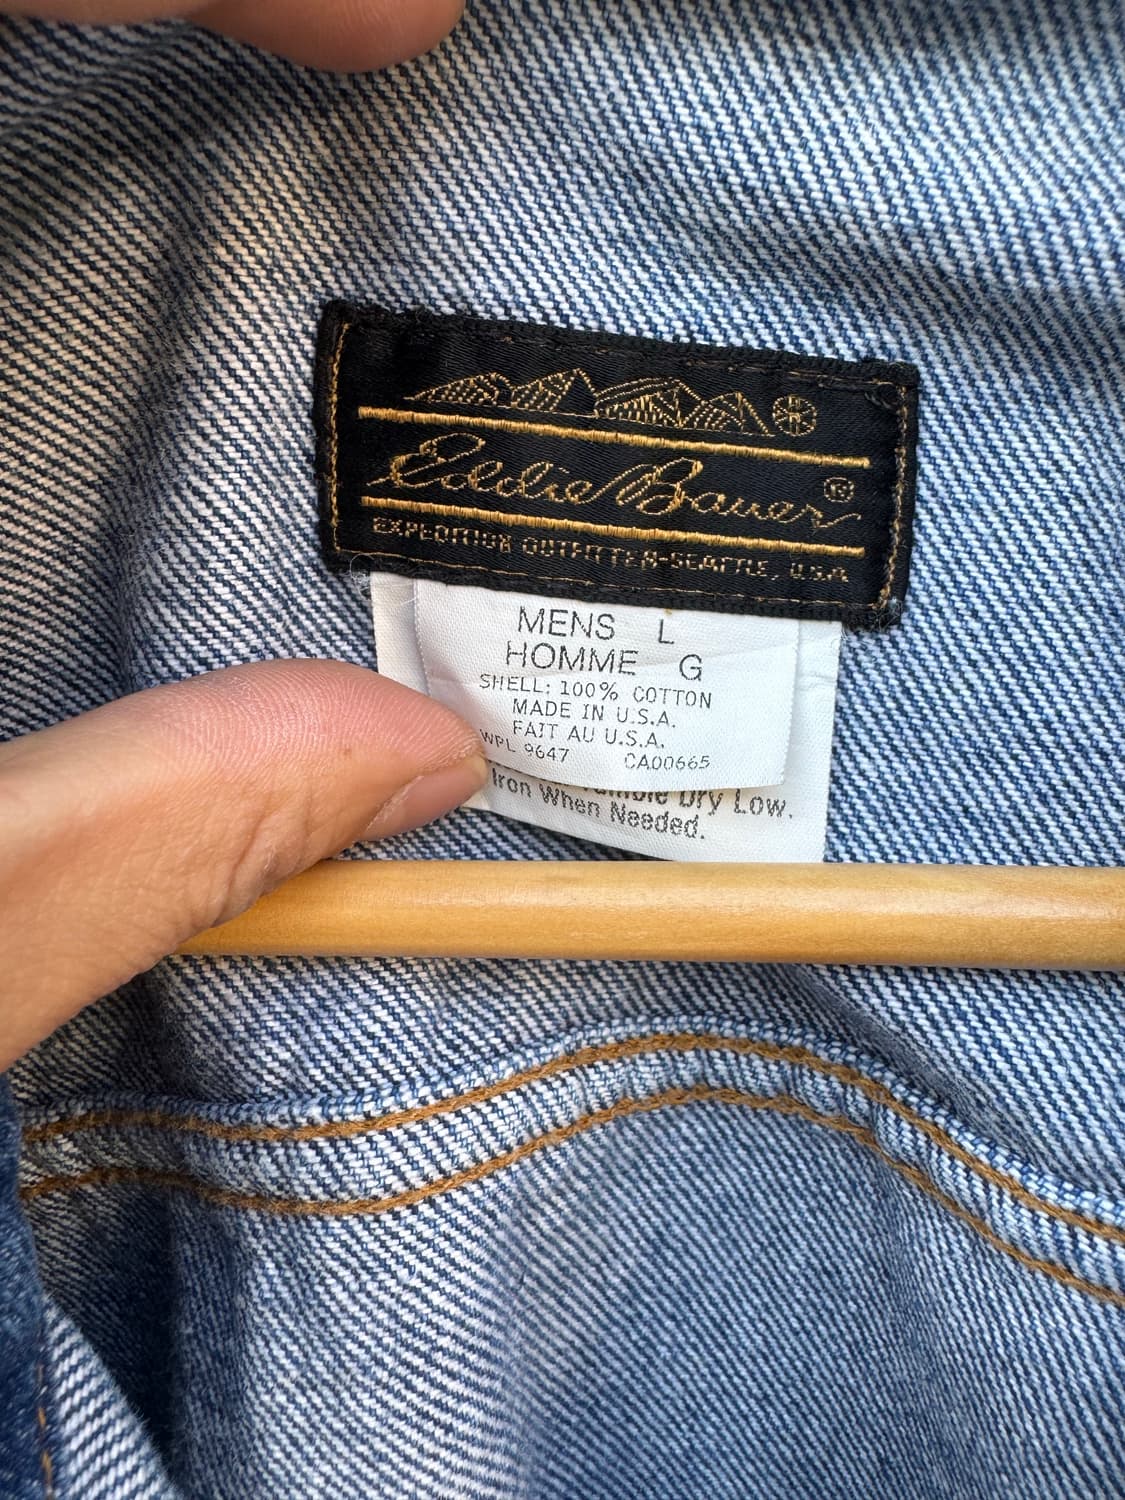 Eddie Bauer ®
EXPEDITION OUTFITTER-SEATTLE, U.S.A
MENS L
HOMME G
SHELL: 100% COTTON
MADE IN U.S.A.
FAIT AU U.S.A.
WPL 9647 CA00665
Tumble Dry Low.
Iron When Needed.